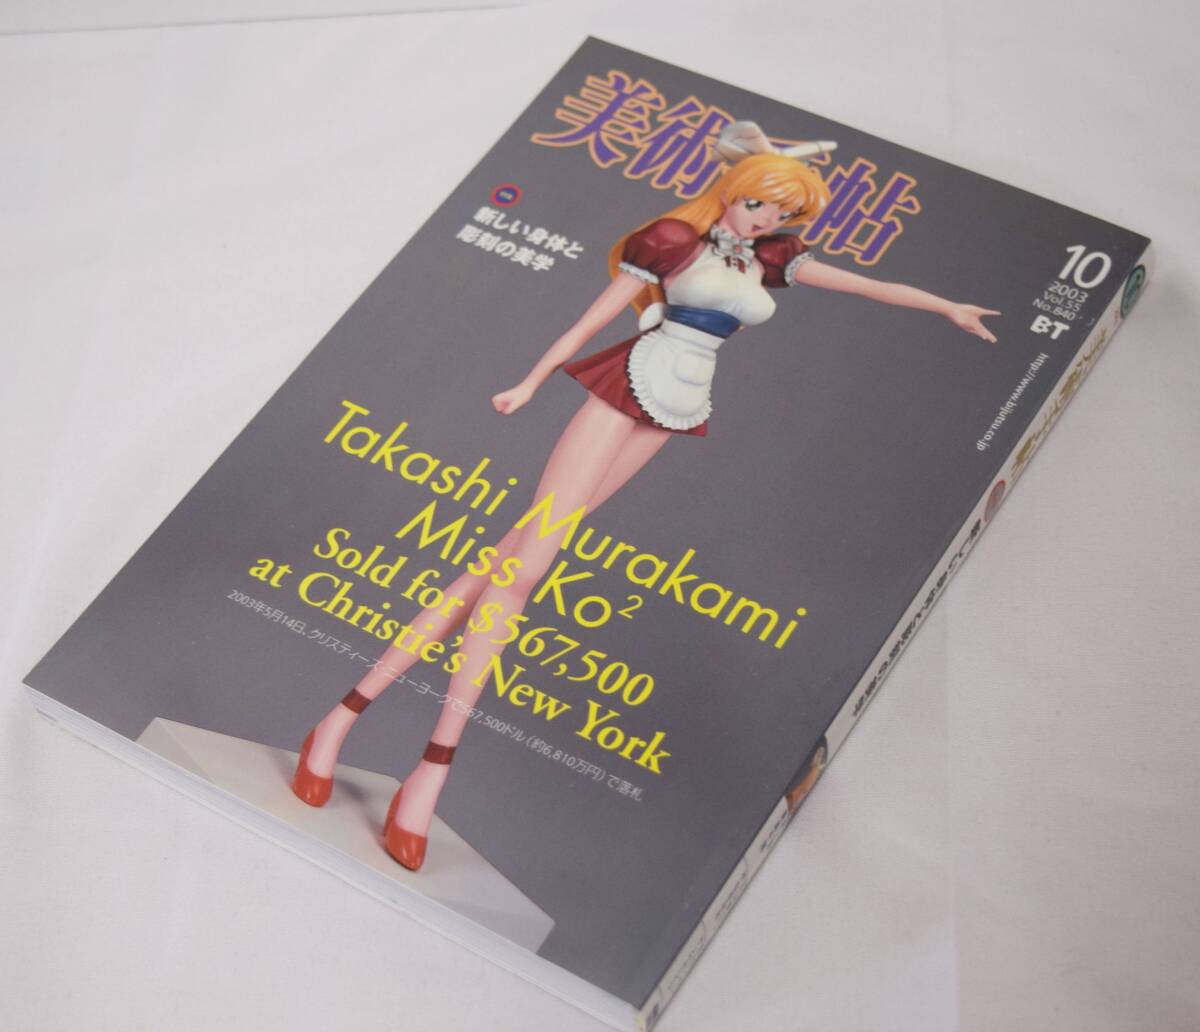 美術手帖
特集
新しい身体と
彫刻の美学
10
2003
Vol.55
No.840
BT
http://www.bijutsu.co.jp
Takashi Murakami
Miss Ko²
Sold for $567,500
at Christie's New York
2003年5月14日、クリスティーズ・ニューヨークで567,500ドル（約6,810万円）で落札